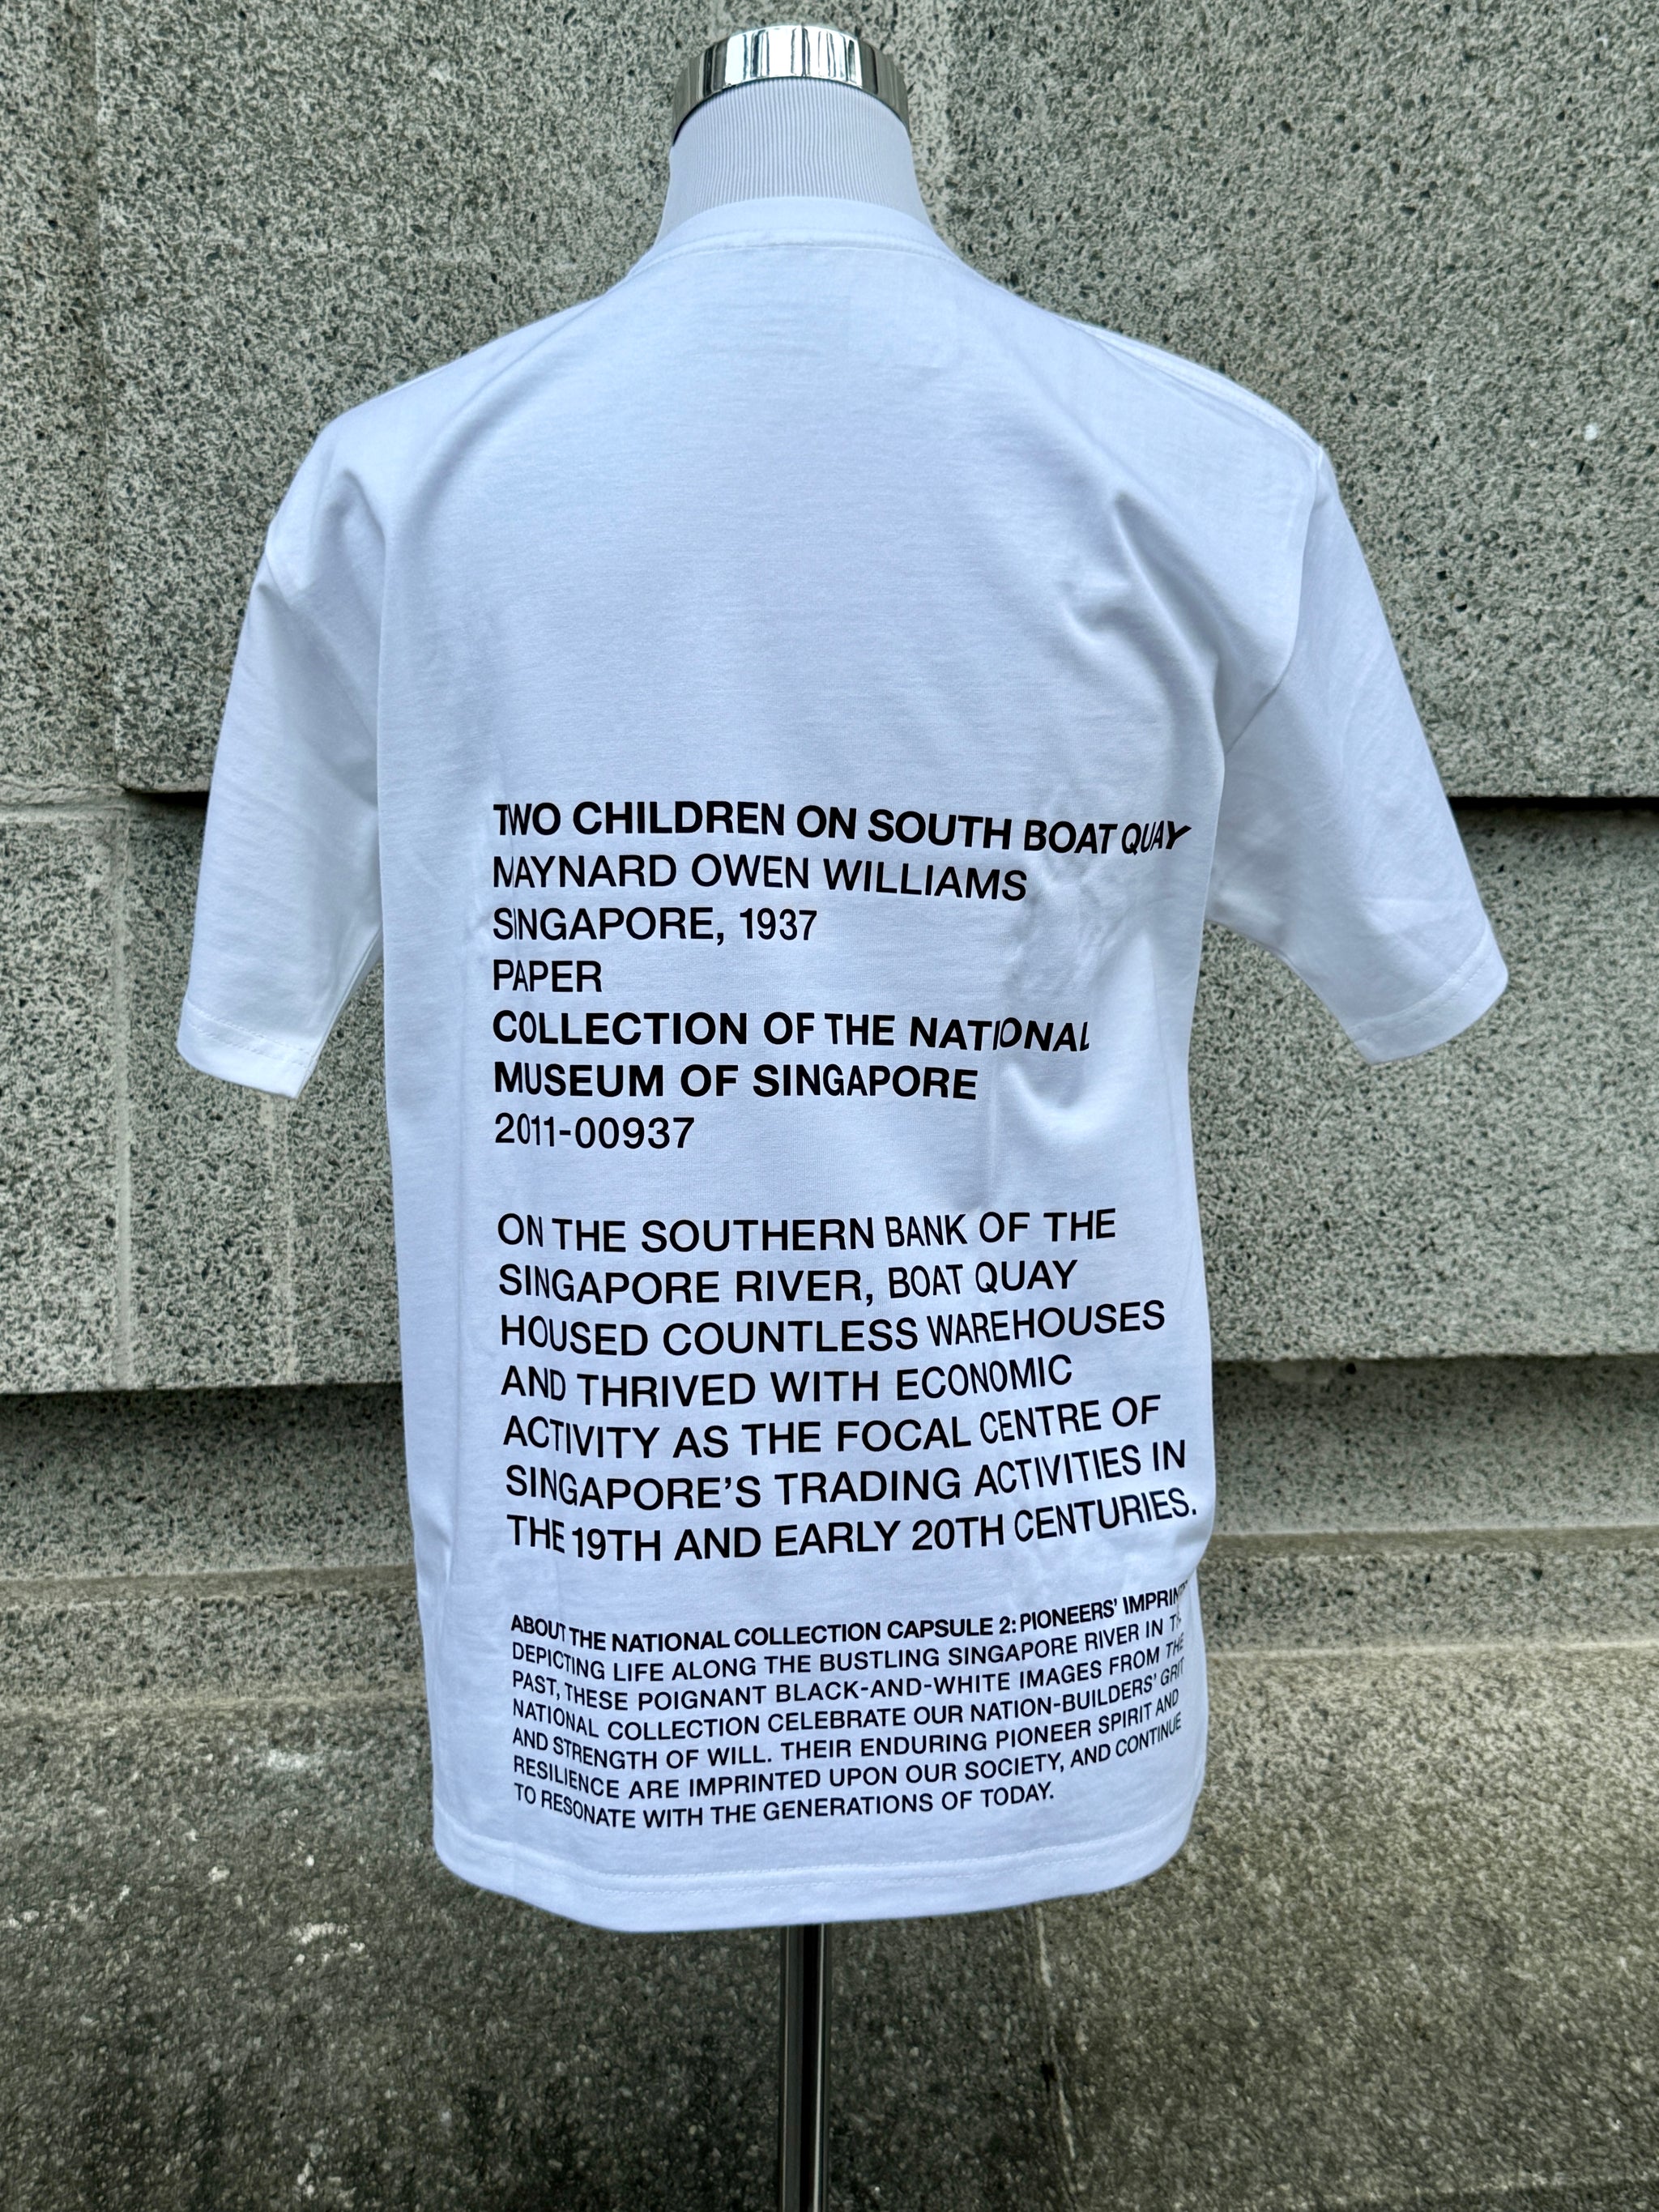 TWO CHILDREN ON SOUTH BOAT QUAY
MAYNARD OWEN WILLIAMS
SINGAPORE, 1937
PAPER
COLLECTION OF THE NATIONAL
MUSEUM OF SINGAPORE
2011-00937
ON THE SOUTHERN BANK OF THE
SINGAPORE RIVER, BOAT QUAY
HOUSED COUNTLESS WAREHOUSES
AND THRIVED WITH ECONOMIC
ACTIVITY AS THE FOCAL CENTRE OF
SINGAPORE’S TRADING ACTIVITIES IN
THE 19TH AND EARLY 20TH CENTURIES.
ABOUT THE NATIONAL COLLECTION CAPSULE 2: PIONEERS’
DEPICTING LIFE ALONG THE BUSTLING SINGAPORE RIVER IN
PAST, THESE POIGNANT BLACK-AND-WHITE IMAGES FROM THE
NATIONAL COLLECTION CELEBRATE OUR NATION-BUILDERS’ GRIT
AND STRENGTH OF WILL. THEIR ENDURING PIONEER SPIRIT AND
RESILIENCE ARE IMPRINTED UPON OUR SOCIETY, AND CONTINUE
TO RESONATE WITH THE GENERATIONS OF TODAY.